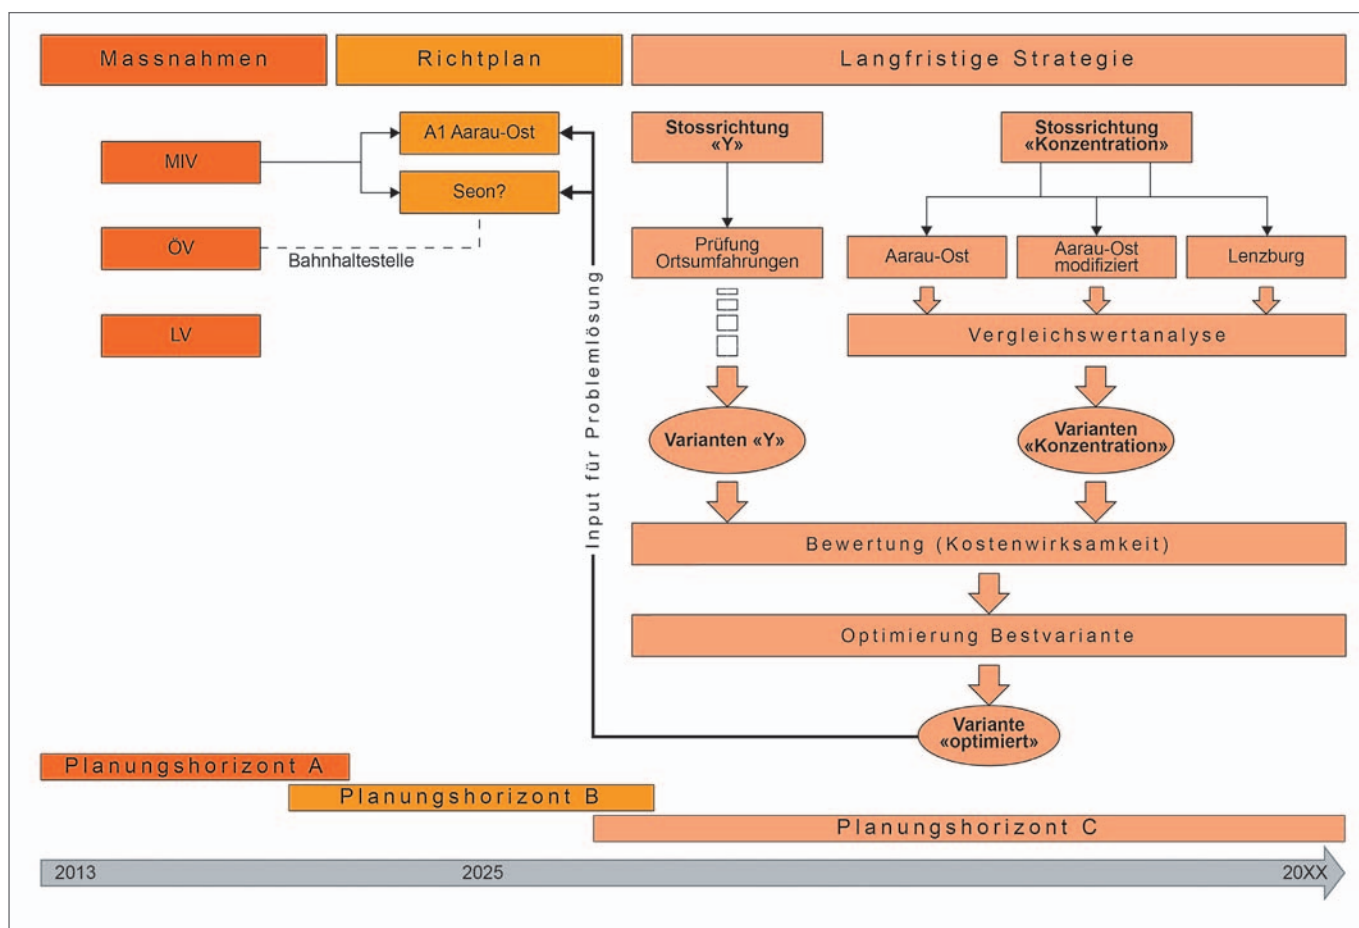 Massnahmen
Richtplan
Langfristige Strategie
MIV
ÖV
LV
A1 Aarau-Ost
Seon?
Bahnhaltestelle
Input für Problemlösung
Stossrichtung
«Y»
Prüfung
Ortsumfahrungen
Varianten «Y»
Stossrichtung
«Konzentration»
Aarau-Ost
Aarau-Ost
modifiziert
Lenzburg
Vergleichswertanalyse
Varianten
«Konzentration»
Bewertung (Kostenwirksamkeit)
Optimierung Bestvariante
Variante
«optimiert»
Planungshorizont A
Planungshorizont B
Planungshorizont C
2013
2025
20XX